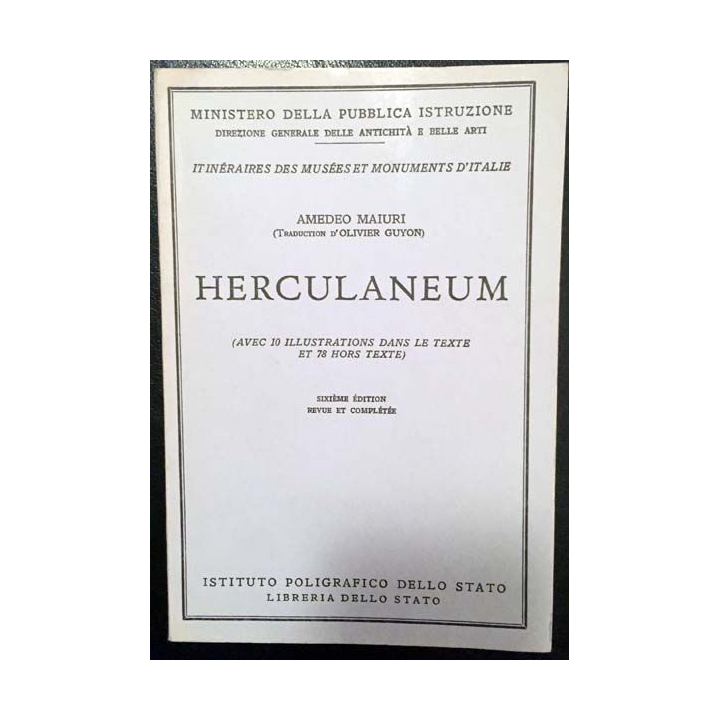 MINISTERO DELLA PUBBLICA ISTRUZIONE
DIREZIONE GENERALE DELLE ANTICHITÀ E BELLE ARTI
ITINÉRAIRES DES MUSÉES ET MONUMENTS D'ITALIE
AMEDEO MAIURI
(TRADUCTION D'OLIVIER GUYON)
HERCULANEUM
(AVEC 10 ILLUSTRATIONS DANS LE TEXTE
ET 78 HORS TEXTE)
SIXIÈME ÉDITION
REVUE ET COMPLÉTÉE
ISTITUTO POLIGRAFICO DELLO STATO
LIBRERIA DELLO STATO